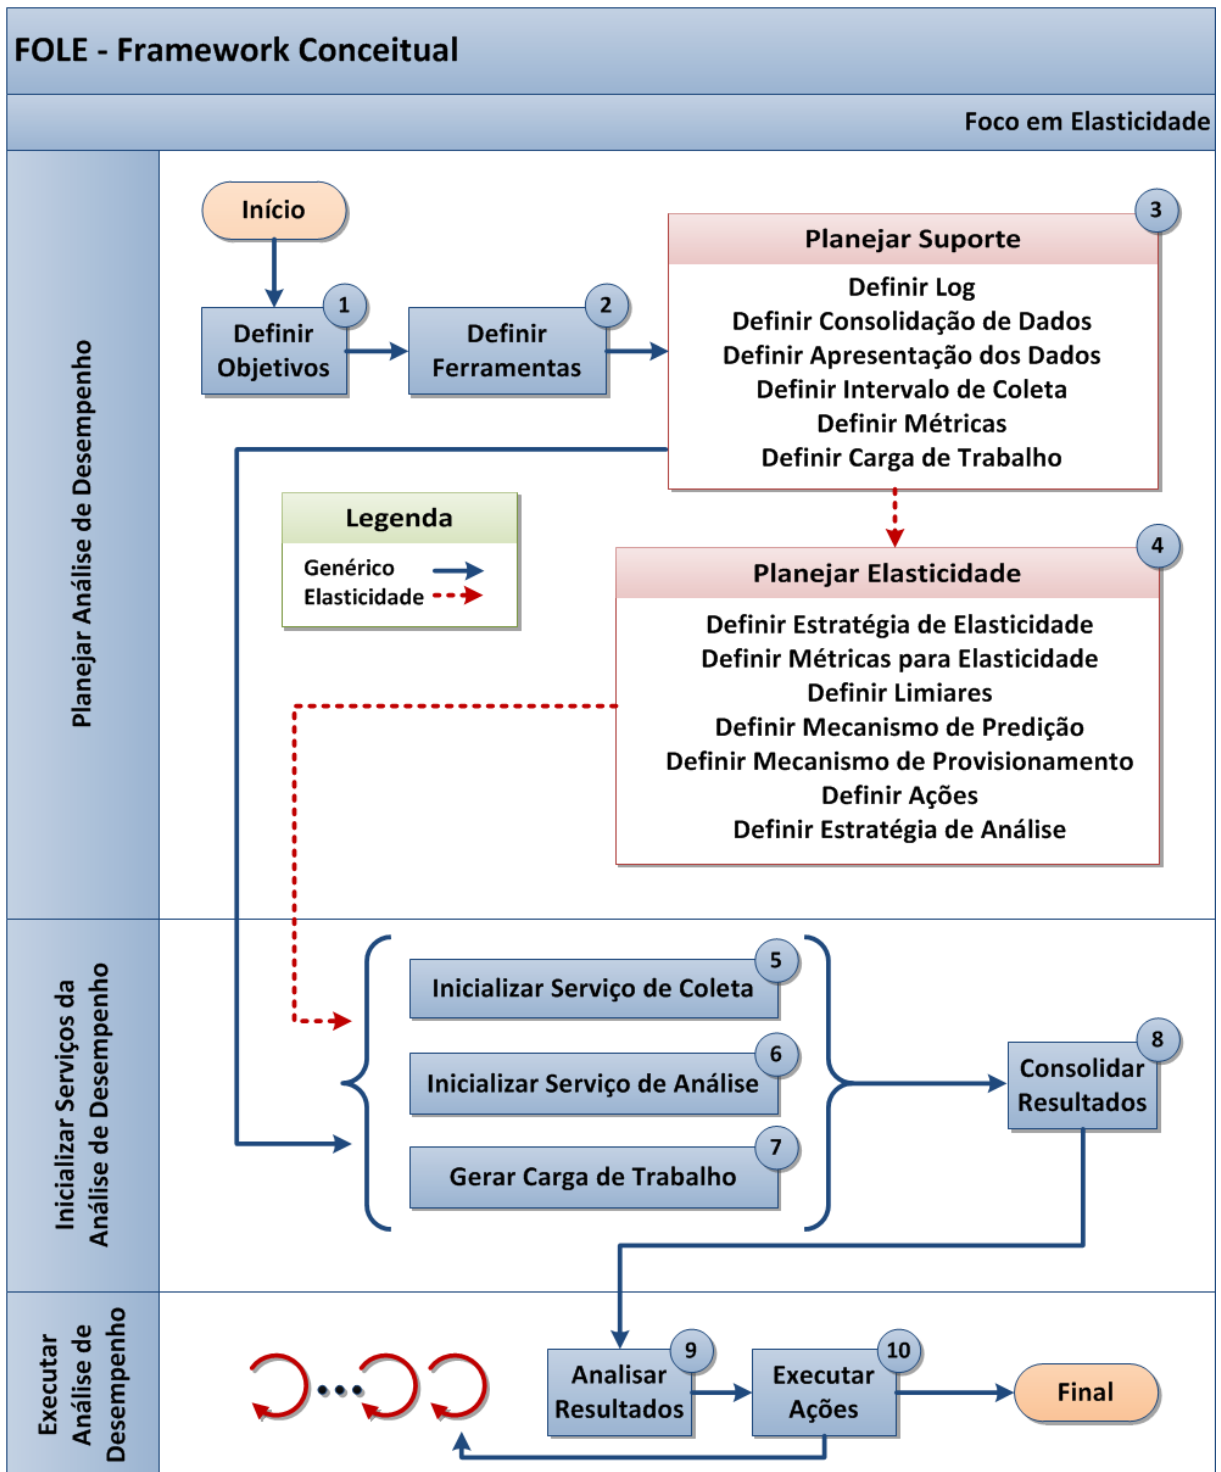 FOLE - Framework Conceitual
Foco em Elasticidade
Planejar Análise de Desempenho
Início
1
Definir
Objetivos
2
Definir
Ferramentas
3
Planejar Suporte
Definir Log
Definir Consolidação de Dados
Definir Apresentação dos Dados
Definir Intervalo de Coleta
Definir Métricas
Definir Carga de Trabalho
Legenda
Genérico
Elasticidade
4
Planejar Elasticidade
Definir Estratégia de Elasticidade
Definir Métricas para Elasticidade
Definir Limiares
Definir Mecanismo de Predição
Definir Mecanismo de Provisionamento
Definir Ações
Definir Estratégia de Análise
Inicializar Serviços da
Análise de Desempenho
5
Inicializar Serviço de Coleta
6
Inicializar Serviço de Análise
7
Gerar Carga de Trabalho
8
Consolidar
Resultados
Executar
Análise de
Desempenho
...
9
Analisar
Resultados
10
Executar
Ações
Final